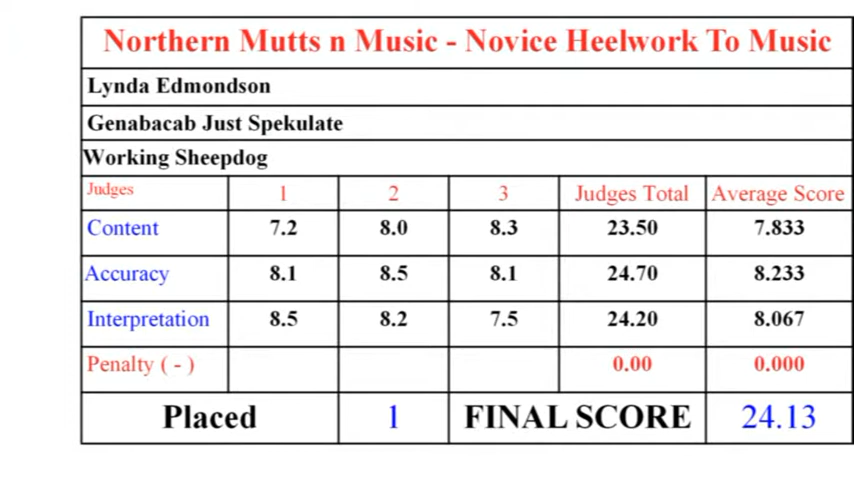 Northern Mutts n Music - Novice Heelwork To Music
Lynda Edmondson
Genabacab Just Spekulate
Working Sheepdog
Judges 1 2 3 Judges Total Average Score
Content 7.2 8.0 8.3 23.50 7.833
Accuracy 8.1 8.5 8.1 24.70 8.233
Interpretation 8.5 8.2 7.5 24.20 8.067
Penalty ( - ) 0.00 0.000
Placed 1 FINAL SCORE 24.13